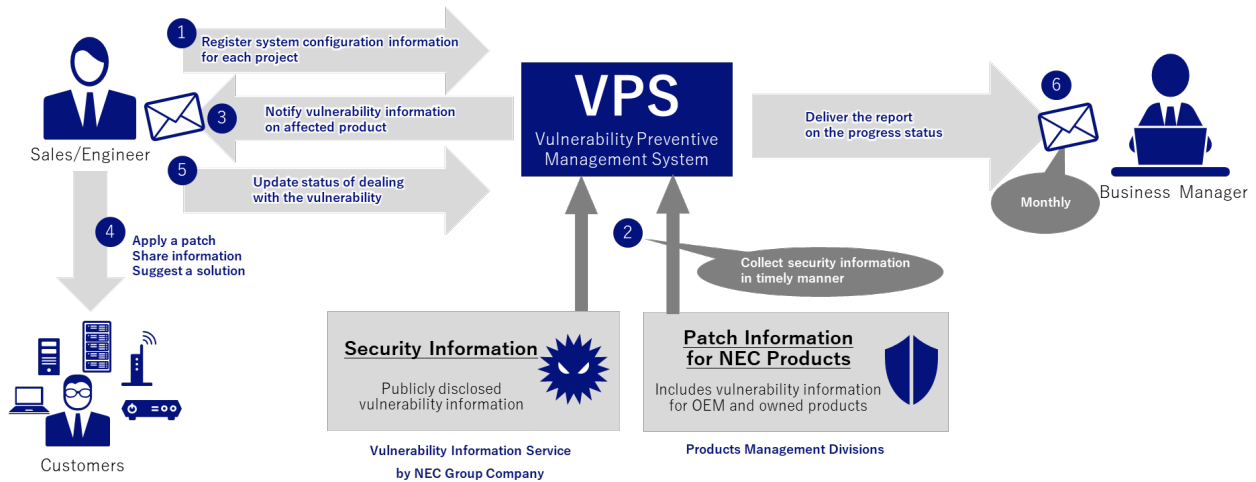 1
Register system configuration information
for each project
3
Notify vulnerability information
on affected product
5
Update status of dealing
with the vulnerability
Sales/Engineer
4
Apply a patch
Share information
Suggest a solution
Customers
VPS
Vulnerability Preventive
Management System
2
Collect security information
in timely manner
Deliver the report
on the progress status
6
Monthly
Business Manager
Security Information
Publicly disclosed
vulnerability information
Vulnerability Information Service
by NEC Group Company
Patch Information
for NEC Products
Includes vulnerability information
for OEM and owned products
Products Management Divisions